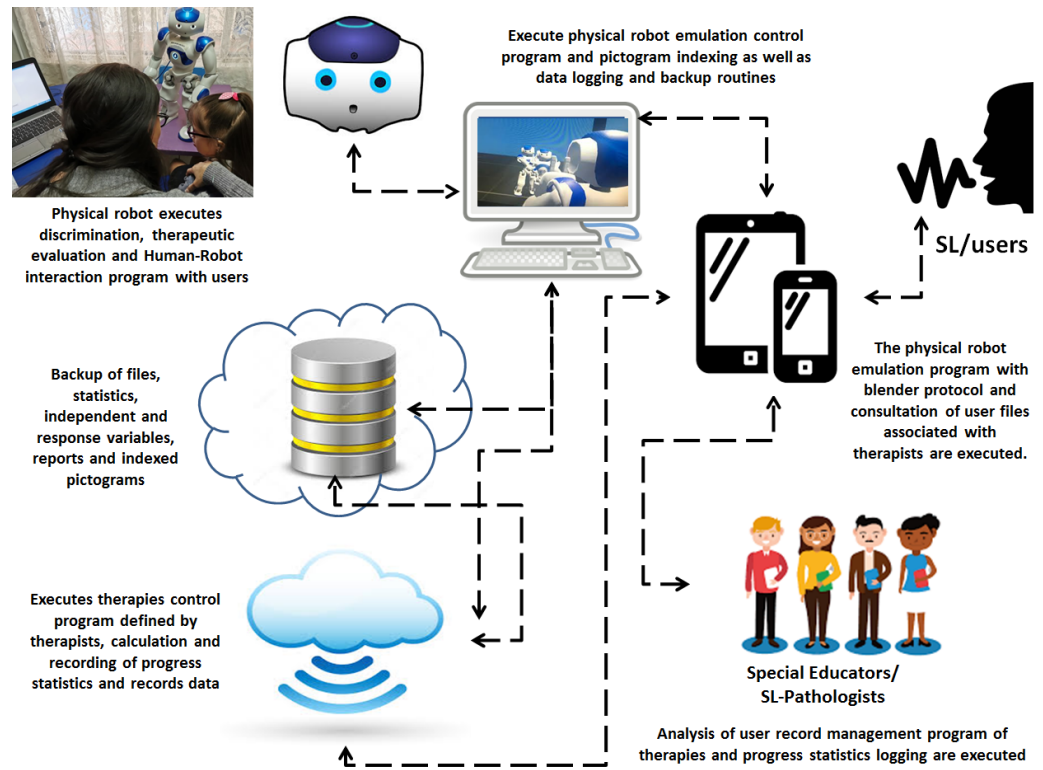 Execute physical robot emulation control
program and pictogram indexing as well as
data logging and backup routines
Physical robot executes
discrimination, therapeutic
evaluation and Human-Robot
interaction program with users
SL/users
The physical robot
emulation program with
blender protocol and
consultation of user files
associated with
therapists are executed.
Backup of files,
statistics,
independent and
response variables,
reports and indexed
pictograms
Executes therapies control
program defined by
therapists, calculation and
recording of progress
statistics and records data
Special Educators/
SL-Pathologists
Analysis of user record management program of
therapies and progress statistics logging are executed